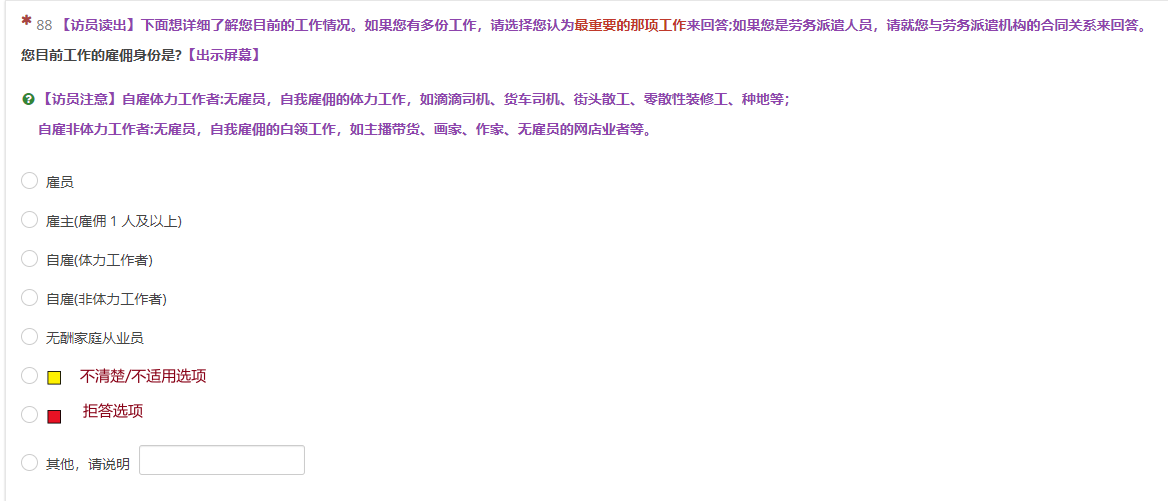 * 88 【访员读出】下面想详细了解您目前的工作情况。如果您有多份工作，请选择您认为最重要的那项工作来回答;如果您是劳务派遣人员，请就您与劳务派遣机构的合同关系来回答。
您目前工作的雇佣身份是?【出示屏幕】
? 【访员注意】自雇体力工作者:无雇员，自我雇佣的体力工作，如滴滴司机、货车司机、街头散工、零散性装修工、种地等；
自雇非体力工作者:无雇员，自我雇佣的白领工作，如主播带货、画家、作家、无雇员的网店业者等。
雇员
雇主(雇佣 1 人及以上)
自雇(体力工作者)
自雇(非体力工作者)
无酬家庭从业员
不清楚/不适用选项
拒答选项
其他，请说明